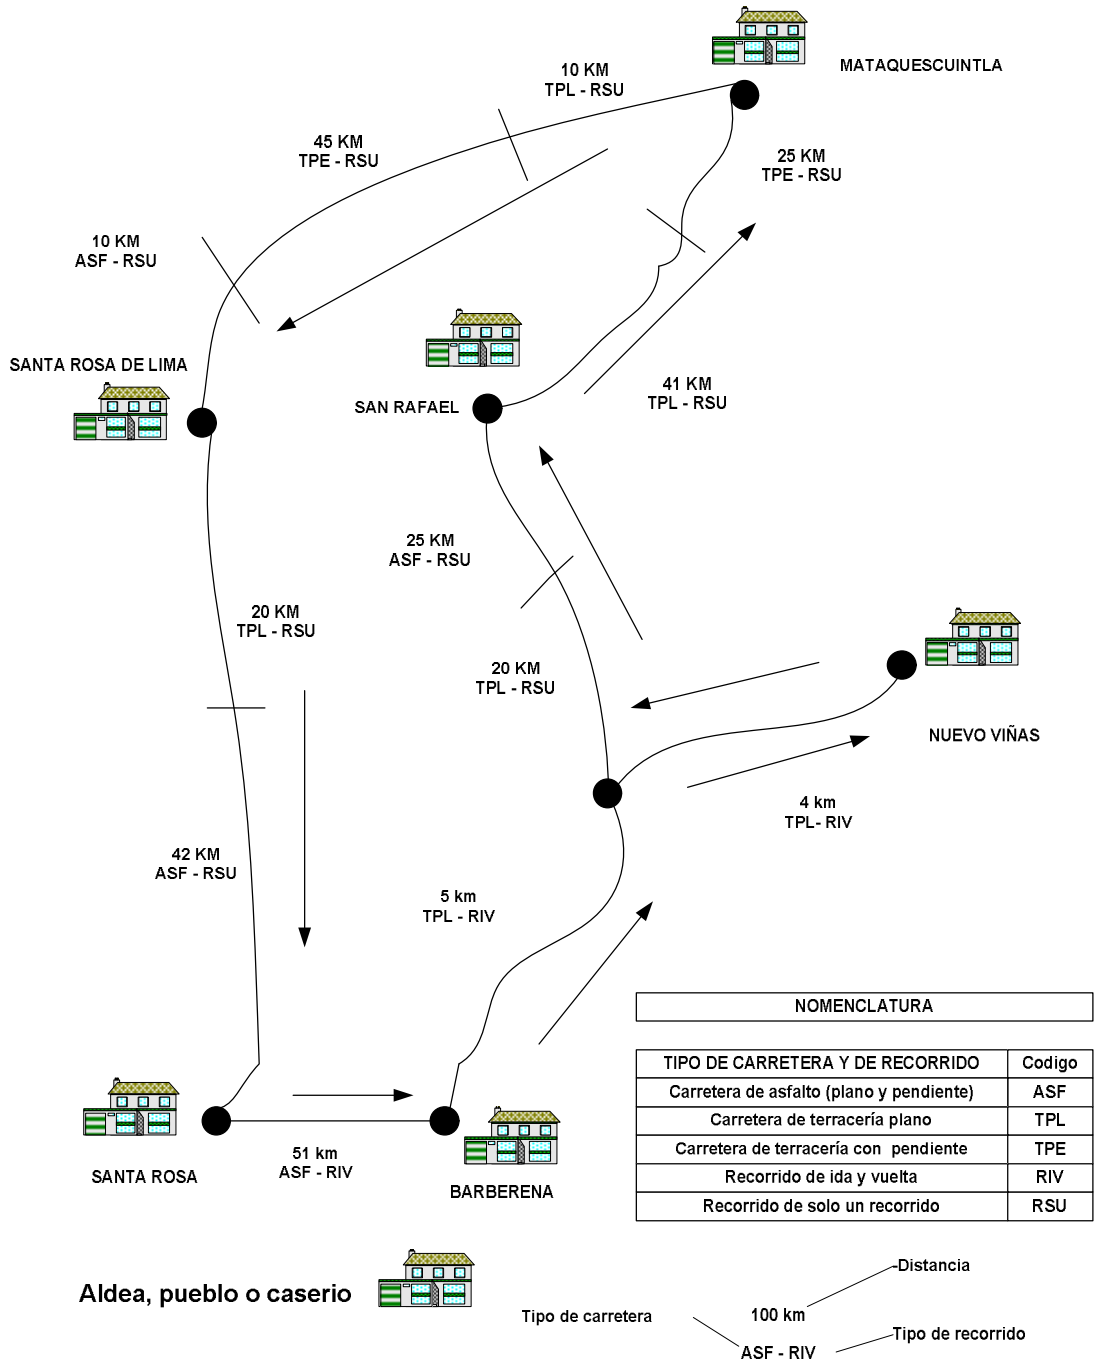 MATAQUESCUINTLA
10 KM
TPL - RSU
45 KM
TPE - RSU
25 KM
TPE - RSU
10 KM
ASF - RSU
SANTA ROSA DE LIMA
SAN RAFAEL
41 KM
TPL - RSU
25 KM
ASF - RSU
20 KM
TPL - RSU
20 KM
TPL - RSU
NUEVO VIÑAS
4 km
TPL- RIV
42 KM
ASF - RSU
5 km
TPL - RIV
51 km
ASF - RIV
SANTA ROSA
BARBERENA
NOMENCLATURA
TIPO DE CARRETERA Y DE RECORRIDO Codigo
Carretera de asfalto (plano y pendiente) ASF
Carretera de terracería plano TPL
Carretera de terracería con pendiente TPE
Recorrido de ida y vuelta RIV
Recorrido de solo un recorrido RSU
Aldea, pueblo o caserio
Distancia
Tipo de carretera
100 km
Tipo de recorrido
ASF - RIV